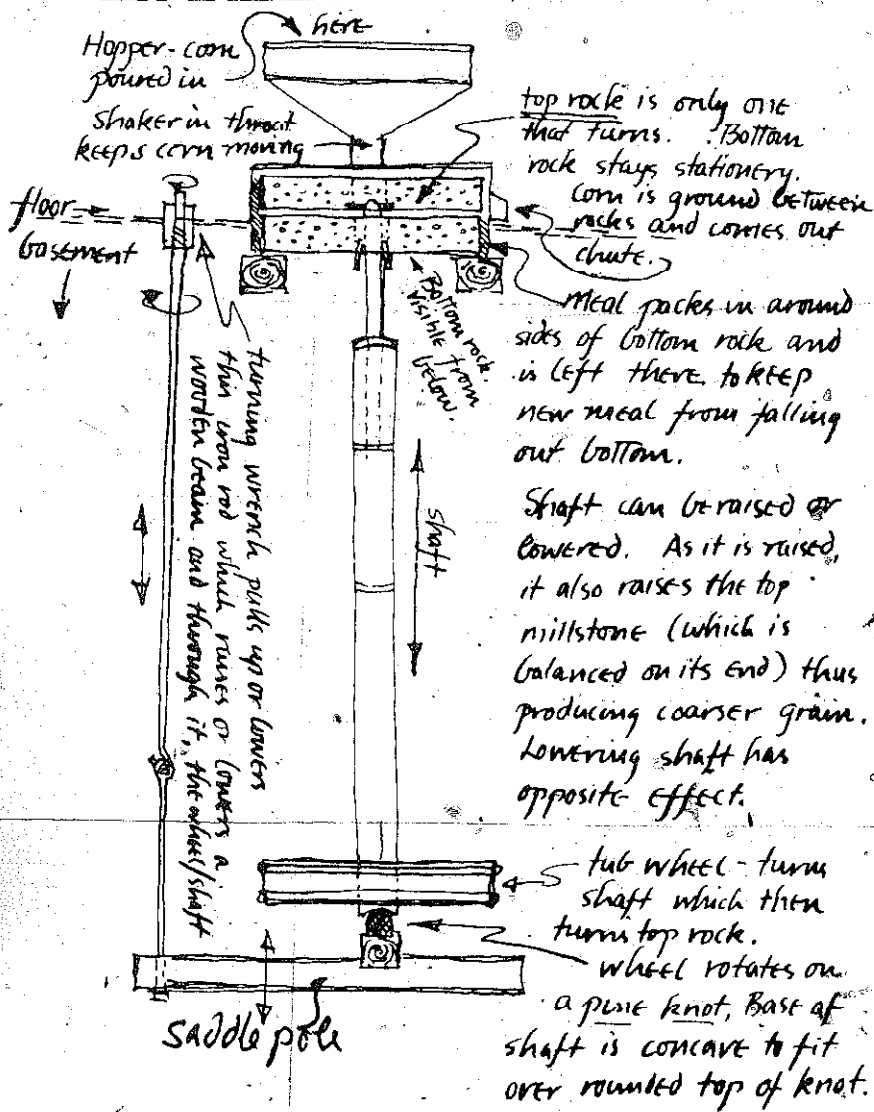 Hopper-corn
poured in
here
shaker in throat
keeps corn moving
floor
basement
top rock is only one
that turns. Bottom
rock stays stationery.
Corn is ground between
rocks and comes out
chute.
Bottom rock
visible from
below.
Meal packs in around
sides of bottom rock and
is left there to keep
new meal from falling
out bottom.
turning wrench pulls up or lowers
thin iron rod which raises or lowers a
wooden beam and through it, the wheel/shaft
shaft
Shaft can be raised or
lowered. As it is raised,
it also raises the top
millstone (which is
balanced on its end) thus
producing coarser grain.
Lowering shaft has
opposite effect.
tub wheel - turns
shaft which then
turns top rock.
wheel rotates on
a pine knot. Base of
shaft is concave to fit
over rounded top of knot.
saddle pole